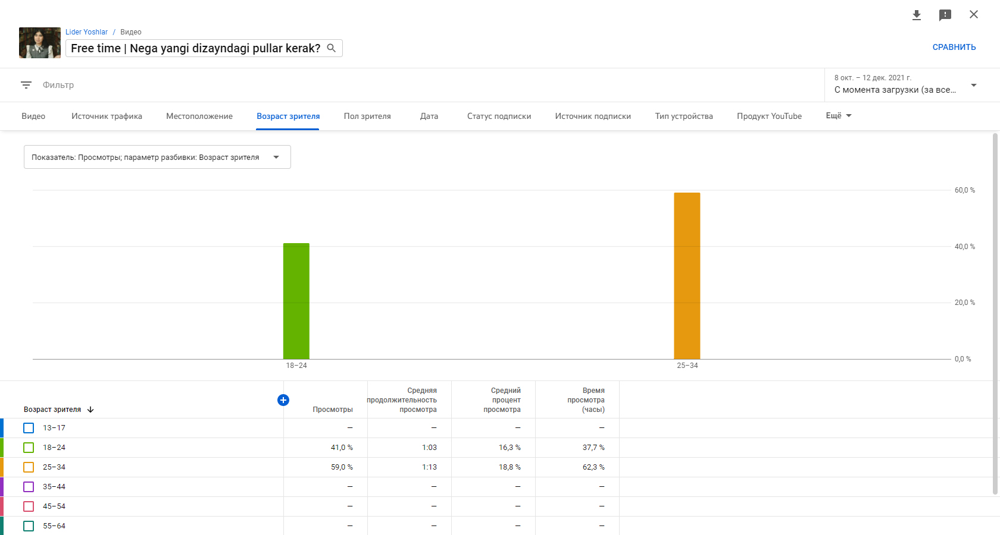 Lider Yoshlar / Видео
Free time | Nega yangi dizayndagi pullar kerak?
СРАВНИТЬ
Фильтр
8 окт. – 12 дек. 2021 г.
С момента загрузки (за все...
Видео Источник трафика Местоположение Возраст зрителя Пол зрителя Дата Статус подписки Источник подписки Тип устройства Продукт YouTube Ещё
Показатель: Просмотры; параметр разбивки: Возраст зрителя
60,0 %
40,0 %
20,0 %
0,0 %
18–24 25–34
Возраст зрителя Просмотры Средняя продолжительность просмотра Средний процент просмотра Время просмотра (часы)
13–17 — — — —
18–24 41,0 % 1:03 16,3 % 37,7 %
25–34 59,0 % 1:13 18,8 % 62,3 %
35–44 — — — —
45–54 — — — —
55–64 — — — —